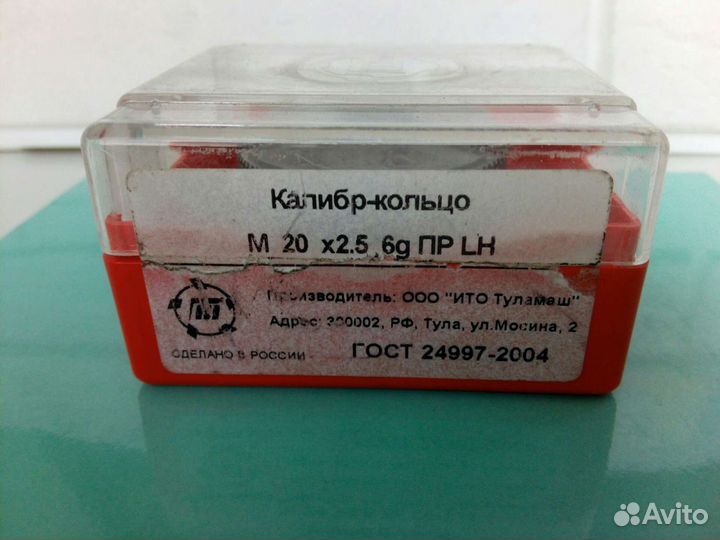 Калибр-кольцо
М 20 х2.5 6g ПР LH
Производитель: ООО "ИТО Туламаш"
Адрес: 300002, РФ, Тула, ул.Мосина, 2
СДЕЛАНО В РОССИИ ГОСТ 24997-2004
Avito